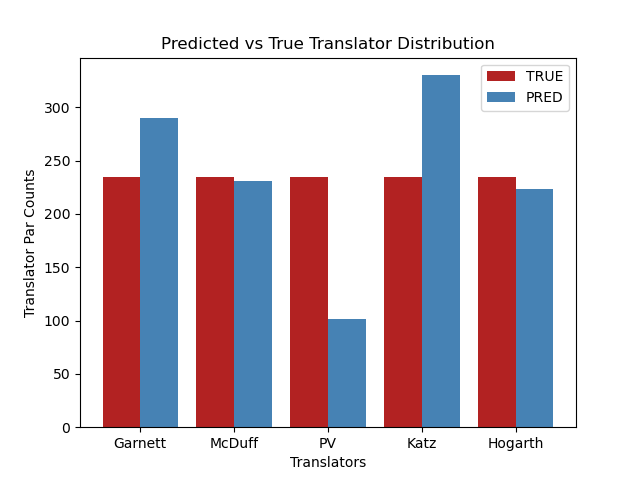 Predicted vs True Translator Distribution
TRUE
PRED
Translator Par Counts
300
250
200
150
100
50
0
Garnett McDuff PV Katz Hogarth
Translators